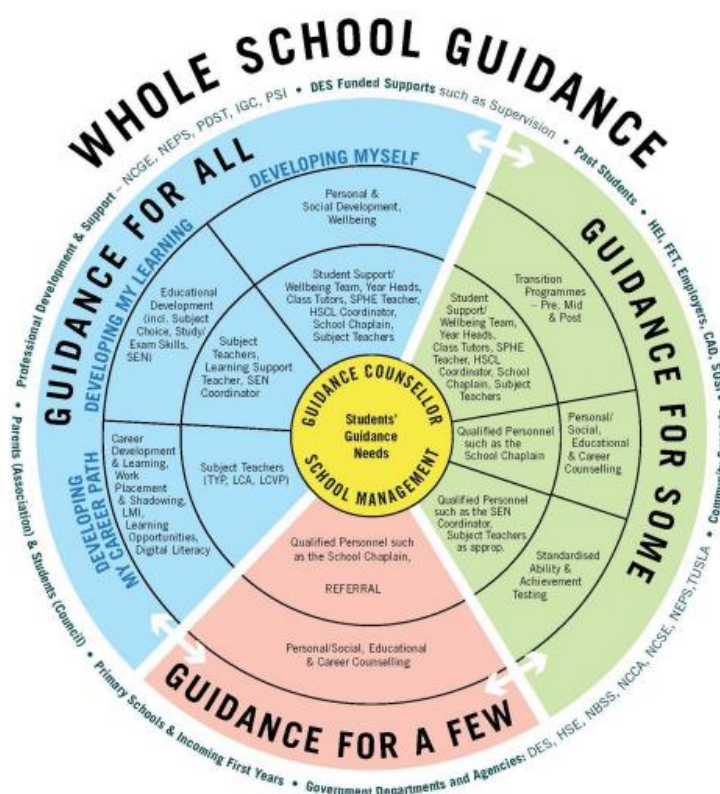 WHOLE SCHOOL GUIDANCE
Professional Development & Support – NCGE, NEPS, PDST, IGC, PSI • DES Funded Supports such as Supervision • Past Students • HEI, FET, Employers, CAO, SUSI
GUIDANCE FOR ALL
DEVELOPING MYSELF
Personal &
Social Development,
Wellbeing
Student Support/
Wellbeing Team, Year Heads,
Class Tutors, SPHE Teacher,
HSCL Coordinator,
School Chaplain,
Subject Teachers
DEVELOPING MY LEARNING
Educational
Development
(incl. Subject
Choice, Study/
Exam Skills,
SEN)
Subject
Teachers,
Learning Support
Teacher, SEN
Coordinator
DEVELOPING
MY CAREER PATH
Career
Development
& Learning, Work
Placement
& Shadowing,
LMI,
Learning
Opportunities,
Digital Literacy
Subject Teachers
(TYP, LCA, LCVP)
GUIDANCE COUNSELLOR
Students'
Guidance
Needs
SCHOOL MANAGEMENT
GUIDANCE FOR SOME
Transition
Programmes
– Pre, Mid
& Post
Student
Support/
Wellbeing Team,
Year Heads,
Class Tutors, SPHE
Teacher, HSCL
Coordinator, School
Chaplain, Subject
Teachers
Qualified Personnel
such as the
School Chaplain
Personal/
Social,
Educational
& Career
Counselling
Qualified Personnel
such as the SEN
Coordinator,
Subject Teachers
as approp.
Standardised
Ability &
Achievement
Testing
Qualified Personnel such
as the School Chaplain,
REFERRAL
Personal/Social, Educational
& Career Counselling
GUIDANCE FOR A FEW
• Parents (Association) & Students (Council) • Primary Schools & Incoming First Years • Government Departments and Agencies: DES, HSE, NBSS, NCCA, NCSE, NEPS, TUSLA •